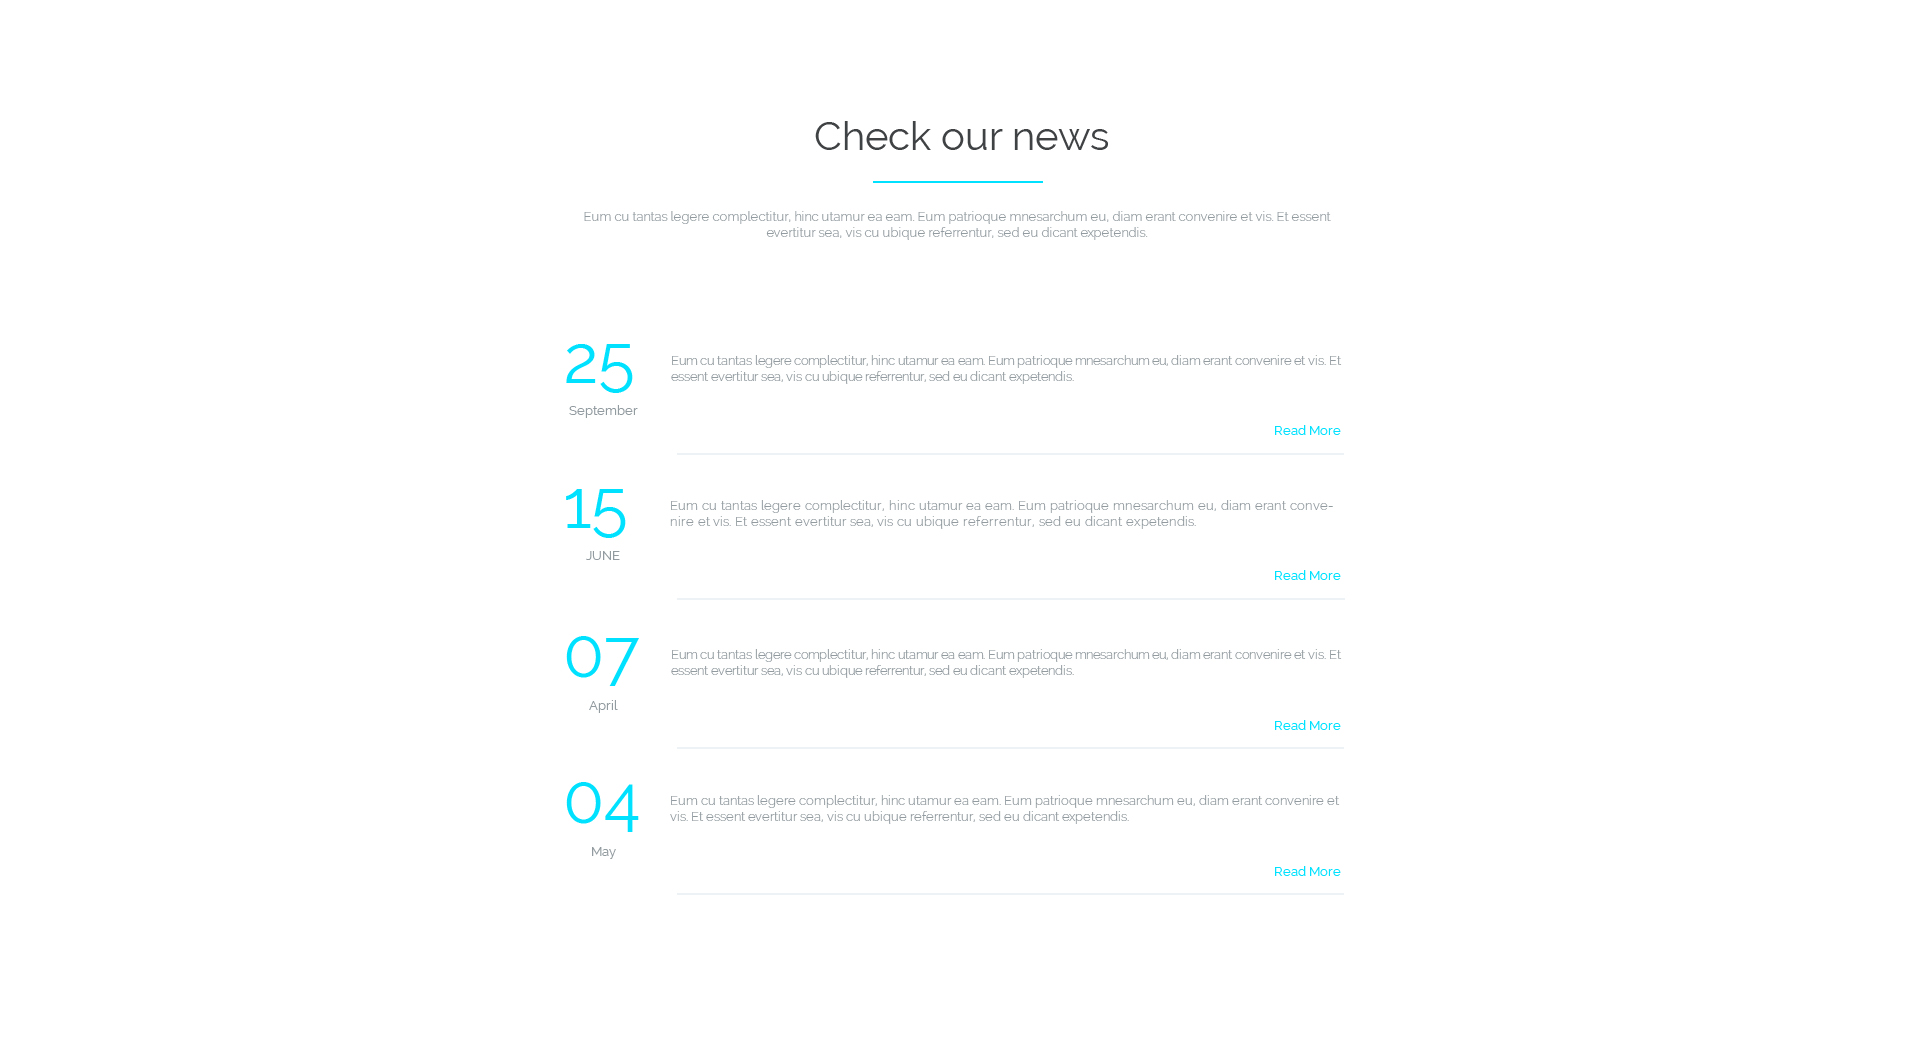 Check our news
Eum cu tantas legere complectitur, hinc utamur ea eam. Eum patrioque mnesarchum eu, diam erant convenire et vis. Et essent
evertitur sea, vis cu ubique referrentur, sed eu dicant expetendis.
25
September
Eum cu tantas legere complectitur, hinc utamur ea eam. Eum patrioque mnesarchum eu, diam erant convenire et vis. Et
essent evertitur sea, vis cu ubique referrentur, sed eu dicant expetendis.
Read More
15
JUNE
Eum cu tantas legere complectitur, hinc utamur ea eam. Eum patrioque mnesarchum eu, diam erant conve-
nire et vis. Et essent evertitur sea, vis cu ubique referrentur, sed eu dicant expetendis.
Read More
07
April
Eum cu tantas legere complectitur, hinc utamur ea eam. Eum patrioque mnesarchum eu, diam erant convenire et vis. Et
essent evertitur sea, vis cu ubique referrentur, sed eu dicant expetendis.
Read More
04
May
Eum cu tantas legere complectitur, hinc utamur ea eam. Eum patrioque mnesarchum eu, diam erant convenire et
vis. Et essent evertitur sea, vis cu ubique referrentur, sed eu dicant expetendis.
Read More